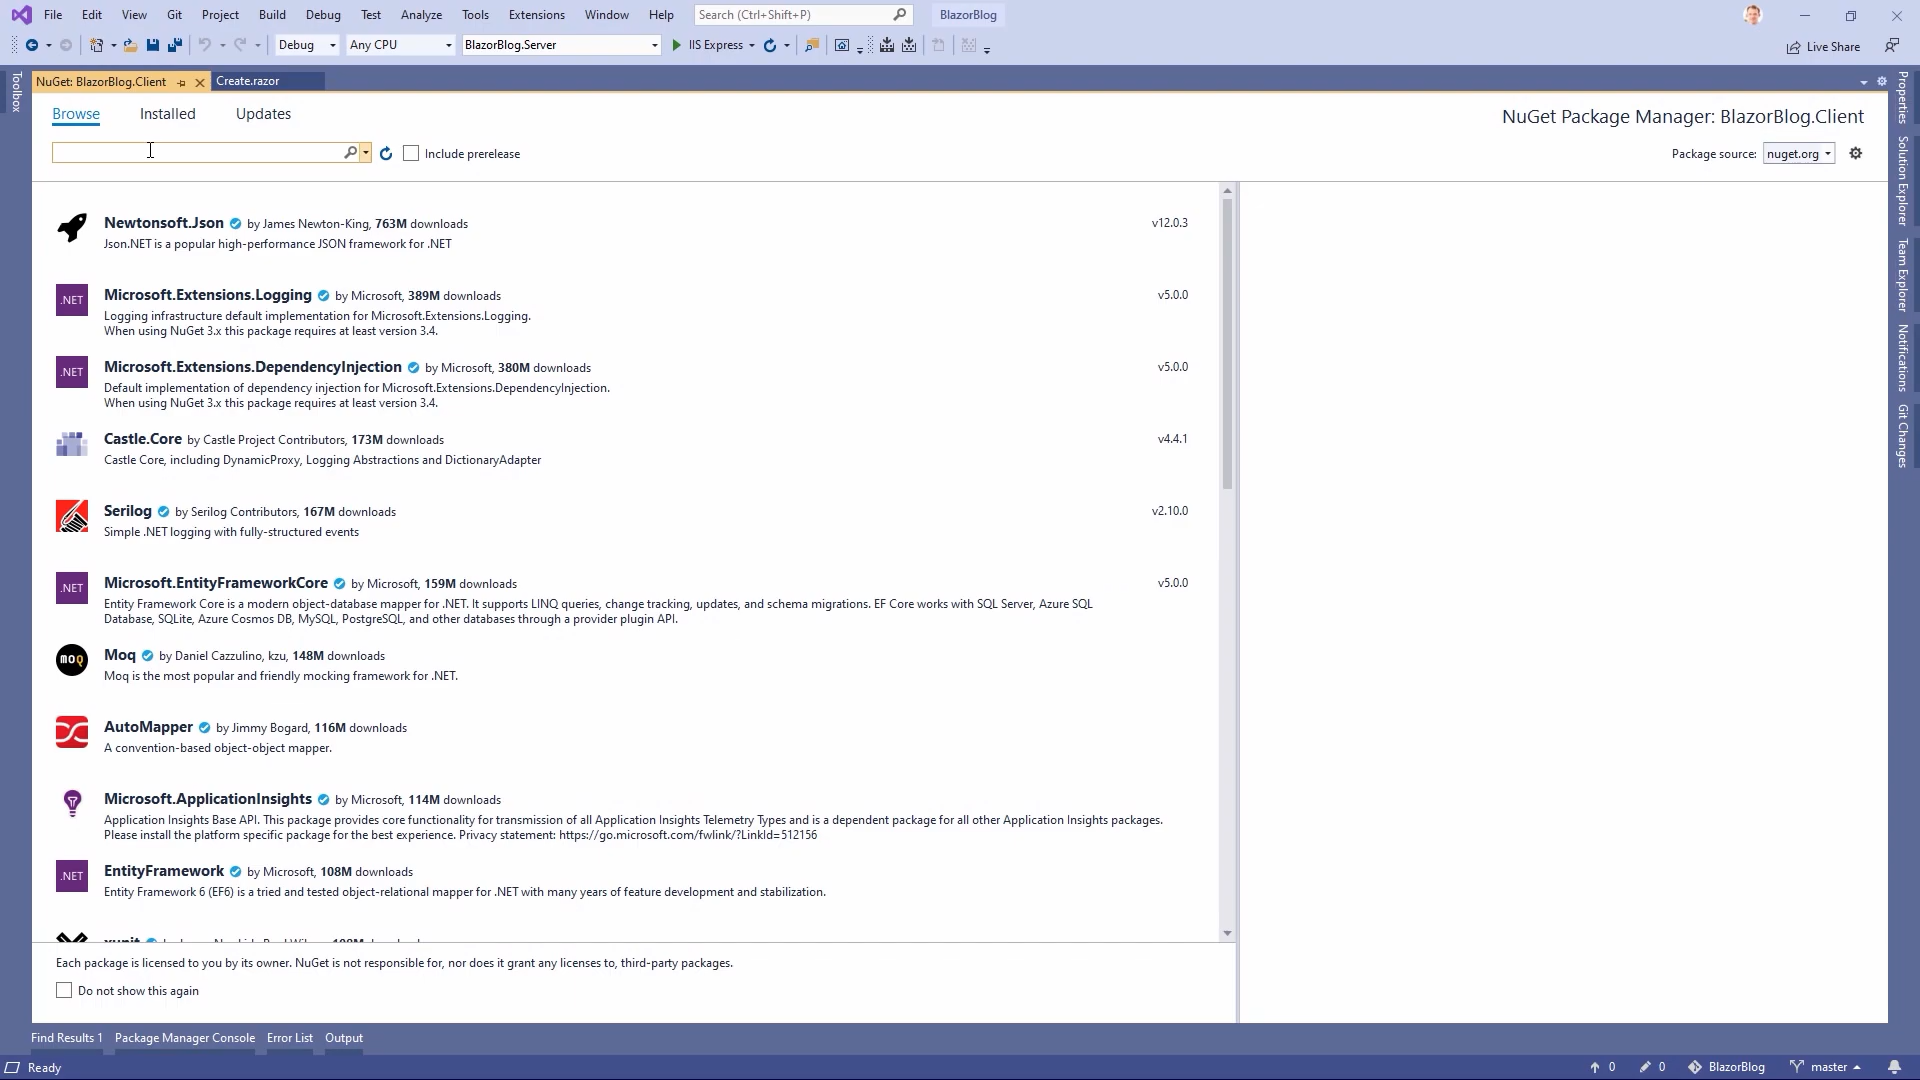 File Edit View Git Project Build Debug Test Analyze Tools Extensions Window Help Search (Ctrl+Shift+P) BlazorBlog
Debug Any CPU BlazorBlog.Server IIS Express Live Share
Toolbox
NuGet: BlazorBlog.Client Create.razor
Browse Installed Updates
NuGet Package Manager: BlazorBlog.Client
Include prerelease
Package source: nuget.org
Newtonsoft.Json by James Newton-King, 763M downloads v12.0.3
Json.NET is a popular high-performance JSON framework for .NET
.NET Microsoft.Extensions.Logging by Microsoft, 389M downloads v5.0.0
Logging infrastructure default implementation for Microsoft.Extensions.Logging.
When using NuGet 3.x this package requires at least version 3.4.
.NET Microsoft.Extensions.DependencyInjection by Microsoft, 380M downloads v5.0.0
Default implementation of dependency injection for Microsoft.Extensions.DependencyInjection.
When using NuGet 3.x this package requires at least version 3.4.
Castle.Core by Castle Project Contributors, 173M downloads v4.4.1
Castle Core, including DynamicProxy, Logging Abstractions and DictionaryAdapter
Serilog by Serilog Contributors, 167M downloads v2.10.0
Simple .NET logging with fully-structured events
.NET Microsoft.EntityFrameworkCore by Microsoft, 159M downloads v5.0.0
Entity Framework Core is a modern object-database mapper for .NET. It supports LINQ queries, change tracking, updates, and schema migrations. EF Core works with SQL Server, Azure SQL
Database, SQLite, Azure Cosmos DB, MySQL, PostgreSQL, and other databases through a provider plugin API.
MOQ Moq by Daniel Cazzulino, kzu, 148M downloads
Moq is the most popular and friendly mocking framework for .NET.
AutoMapper by Jimmy Bogard, 116M downloads
A convention-based object-object mapper.
Microsoft.ApplicationInsights by Microsoft, 114M downloads
Application Insights Base API. This package provides core functionality for transmission of all Application Insights Telemetry Types and is a dependent package for all other Application Insights packages.
Please install the platform specific package for the best experience. Privacy statement: https://go.microsoft.com/fwlink/?LinkId=512156
.NET EntityFramework by Microsoft, 108M downloads
Entity Framework 6 (EF6) is a tried and tested object-relational mapper for .NET with many years of feature development and stabilization.
Each package is licensed to you by its owner. NuGet is not responsible for, nor does it grant any licenses to, third-party packages.
Do not show this again
Properties
Solution Explorer
Team Explorer
Notifications
Git Changes
Find Results 1 Package Manager Console Error List Output
Ready 0 0 BlazorBlog master